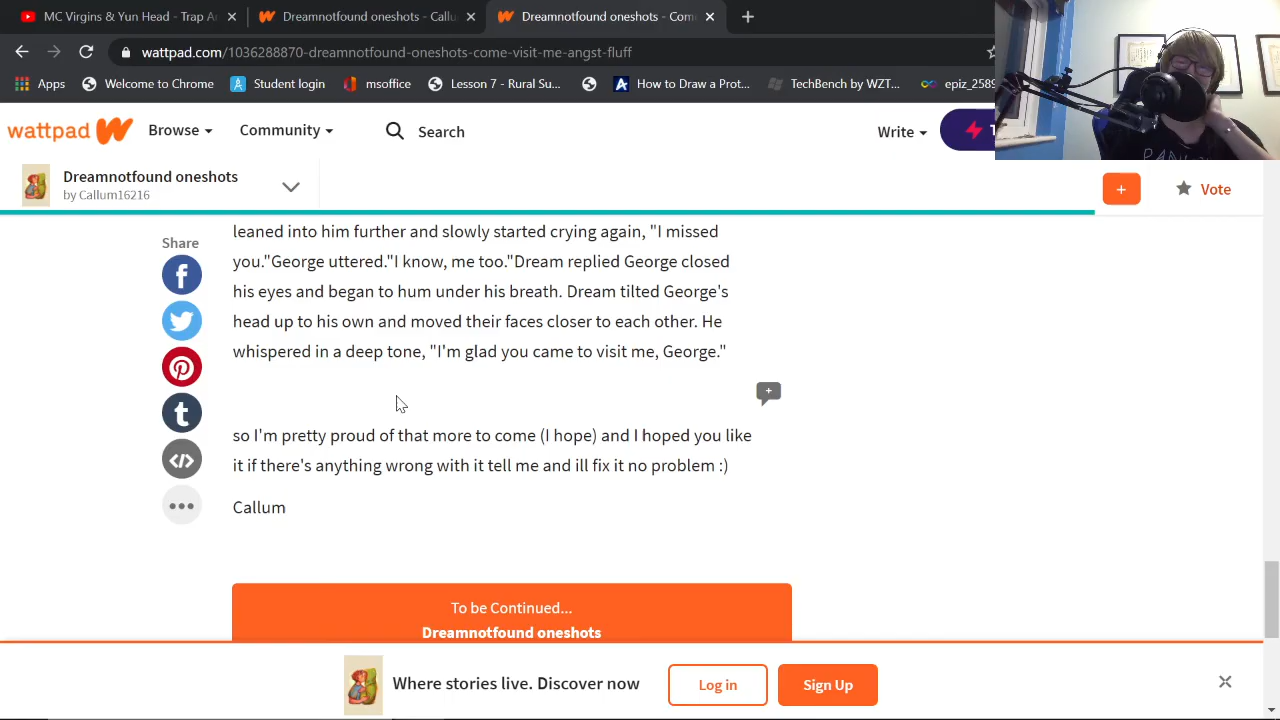 MC Virgins & Yun Head - Trap A
Dreamnotfound oneshots - Callu
Dreamnotfound oneshots - Com
wattpad.com/1036288870-dreamnotfound-oneshots-come-visit-me-angst-fluff
Apps
Welcome to Chrome
Student login
msoffice
Lesson 7 - Rural Su...
How to Draw a Prot...
TechBench by WZT...
epiz_2589
wattpad
Browse
Community
Search
Write
T
Dreamnotfound oneshots
by Callum16216
Vote
Share
leaned into him further and slowly started crying again, "I missed
you."George uttered."I know, me too."Dream replied George closed
his eyes and began to hum under his breath. Dream tilted George's
head up to his own and moved their faces closer to each other. He
whispered in a deep tone, "I'm glad you came to visit me, George."
so I'm pretty proud of that more to come (I hope) and I hoped you like
it if there's anything wrong with it tell me and ill fix it no problem :)
Callum
To be Continued...
Dreamnotfound oneshots
Where stories live. Discover now
Log in
Sign Up